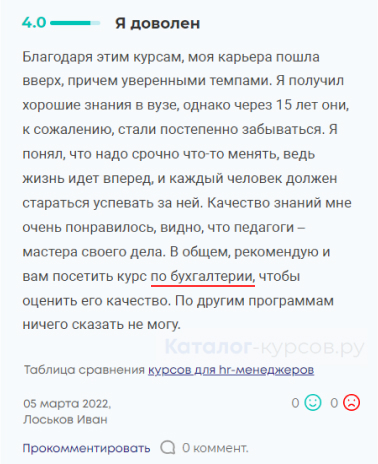 4.0 Я доволен
Благодаря этим курсам, моя карьера пошла
вверх, причем уверенными темпами. Я получил
хорошие знания в вузе, однако через 15 лет они,
к сожалению, стали постепенно забываться. Я
понял, что надо срочно что-то менять, ведь
жизнь идет вперед, и каждый человек должен
стараться успевать за ней. Качество знаний мне
очень понравилось, видно, что педагоги –
мастера своего дела. В общем, рекомендую и
вам посетить курс по бухгалтерии, чтобы
оценить его качество. По другим программам
ничего сказать не могу.
Каталог-курсов.ру
Таблица сравнения курсов для hr-менеджеров
05 марта 2022, 0 0
Лоськов Иван
Прокомментировать 0 коммент.